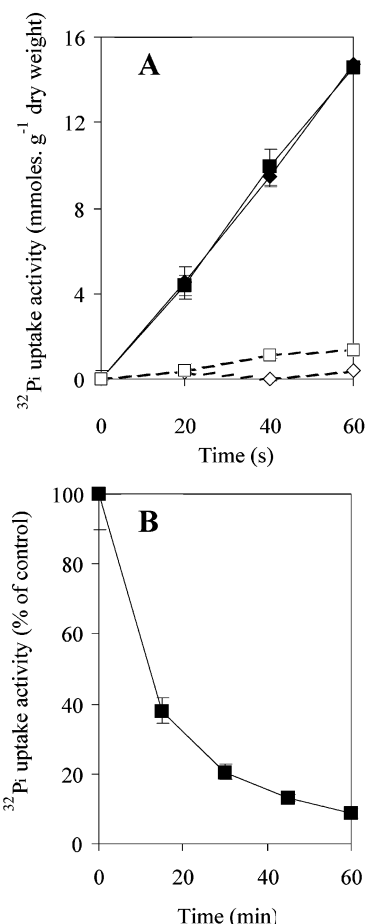 16
A
12
8
4
0
0 20 40 60
Time (s)
³²Pi uptake activity (mmoles. g⁻¹ dry weight)
100
B
80
60
40
20
0
0 20 40 60
Time (min)
³²Pi uptake activity (% of control)